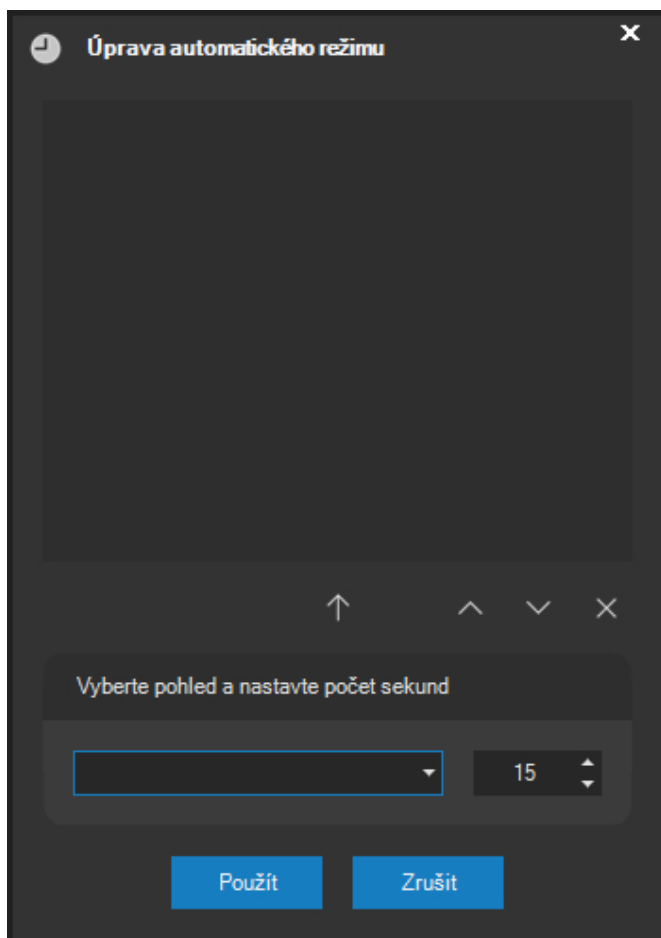 Úprava automatického režimu
Vyberte pohled a nastavte počet sekund
15
Použít
Zrušit